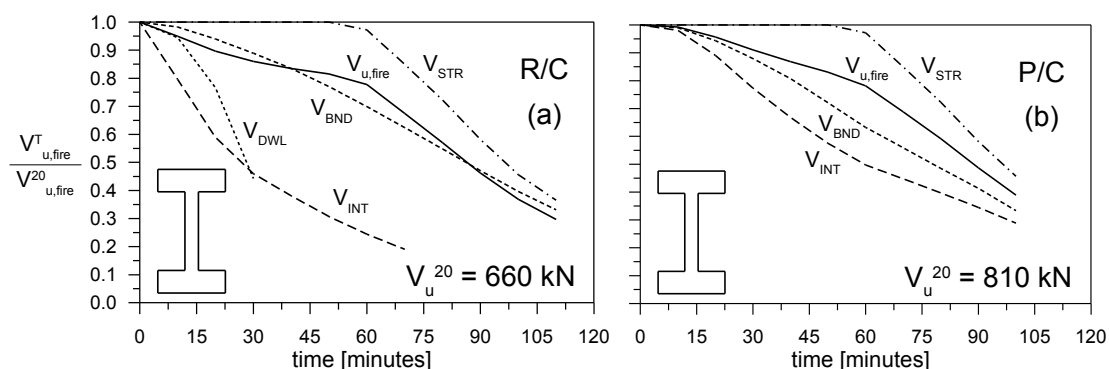 V^T_u,fire
V^20_u,fire
1.0
0.9
0.8
0.7
0.6
0.5
0.4
0.3
0.2
0.1
0.0
V_u,fire
V_STR
R/C
(a)
V_BND
V_DWL
V_INT
V_u^20 = 660 kN
0 15 30 45 60 75 90 105 120
time [minutes]
V_u,fire
V_STR
P/C
(b)
V_BND
V_INT
V_u^20 = 810 kN
0 15 30 45 60 75 90 105 120
time [minutes]